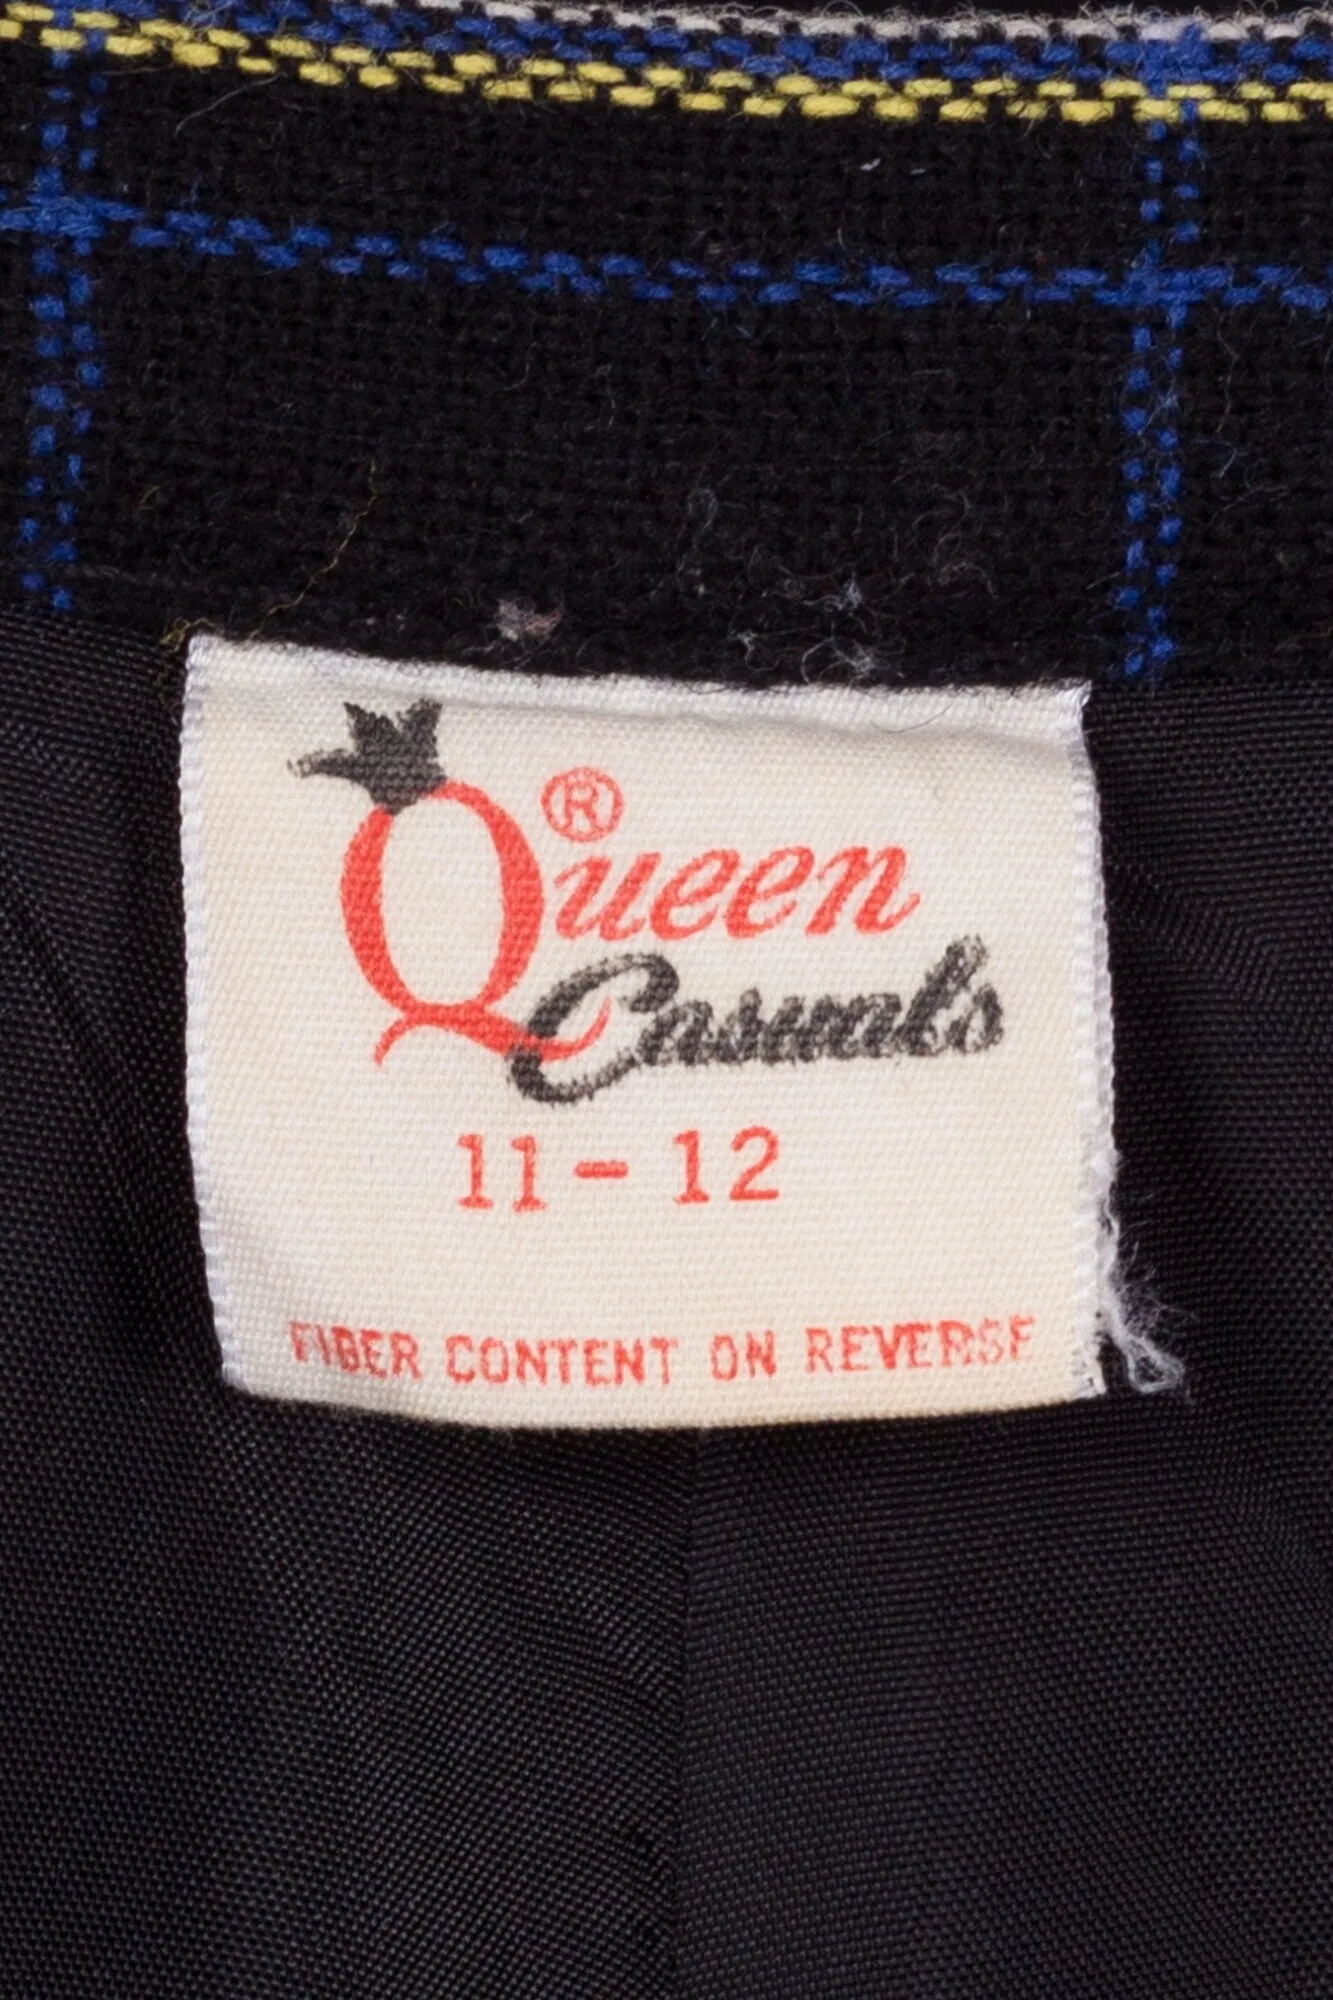 Queen®
Casuals
11-12
FIBER CONTENT ON REVERSE